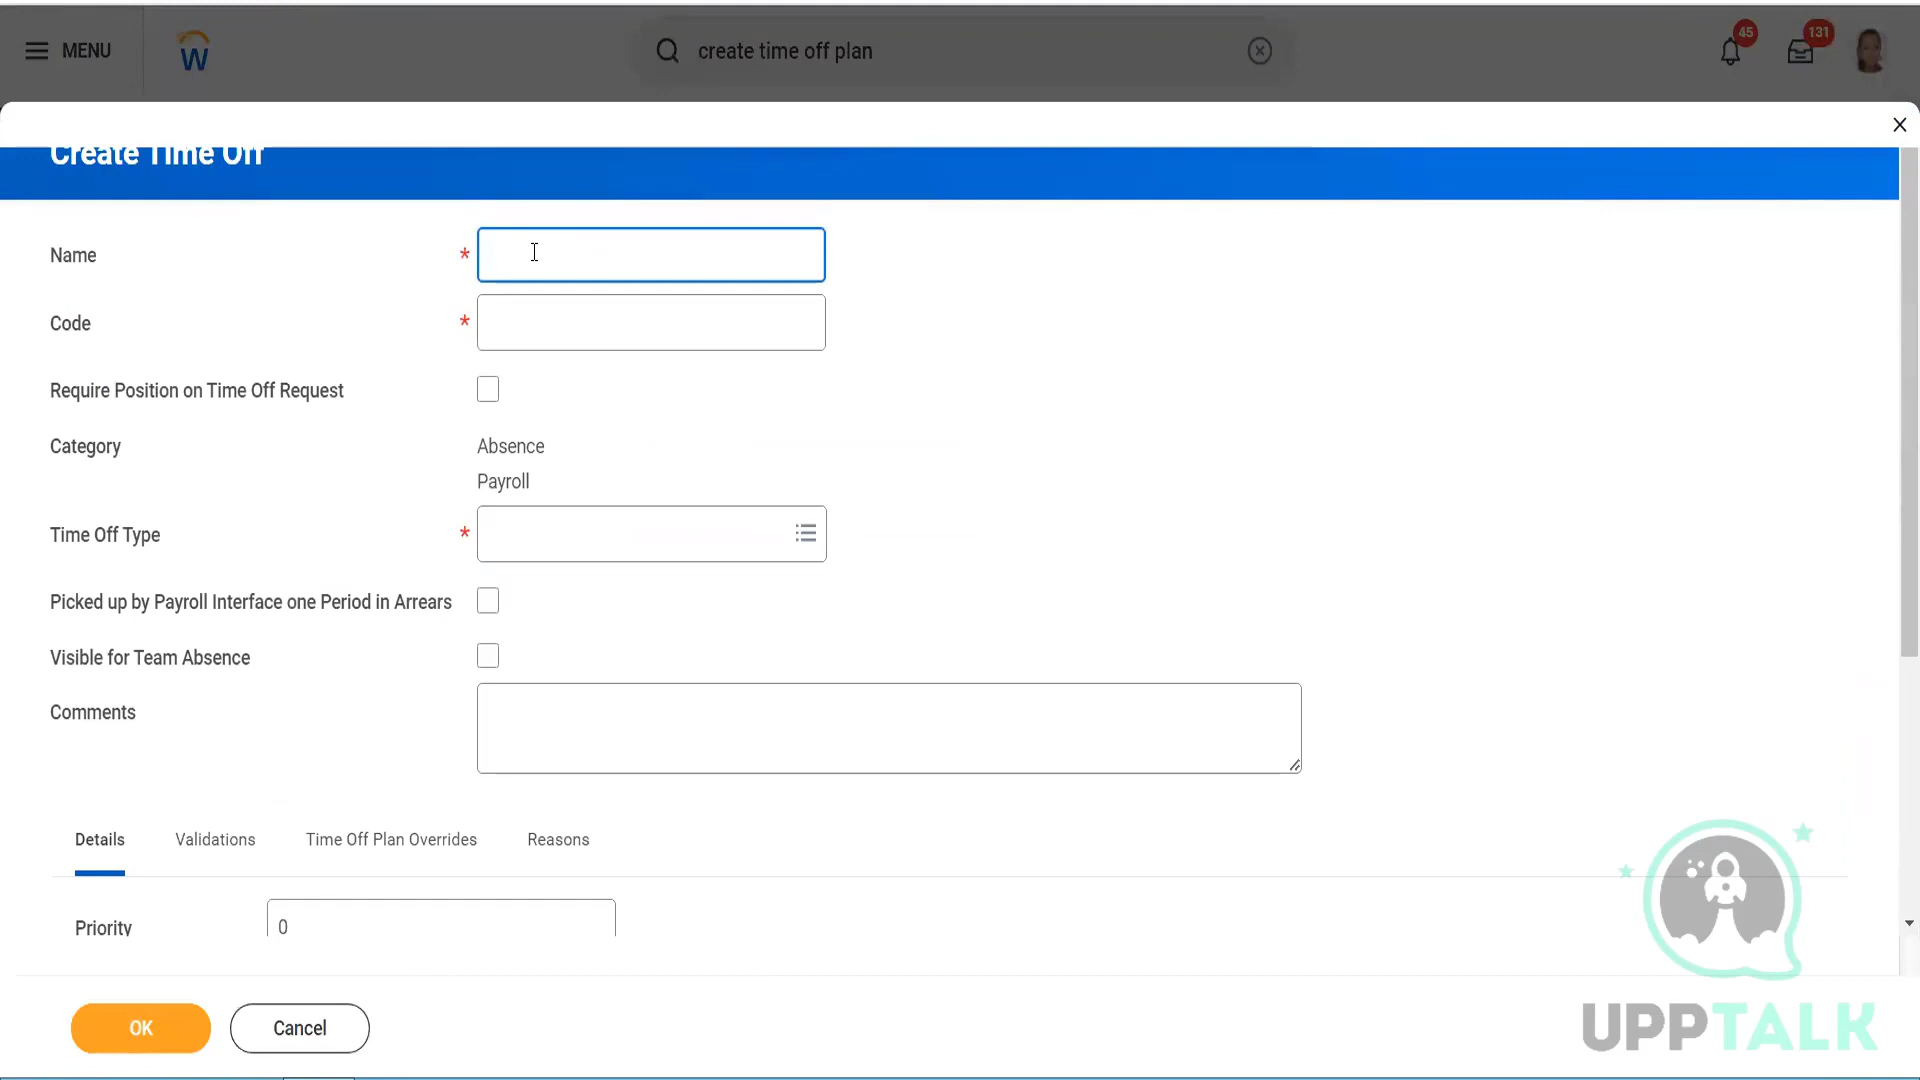 MENU
W
create time off plan
45
131
Create Time Off
Name *
Code *
Require Position on Time Off Request
Category Absence
Payroll
Time Off Type *
Picked up by Payroll Interface one Period in Arrears
Visible for Team Absence
Comments
Details Validations Time Off Plan Overrides Reasons
Priority 0
OK Cancel
UPPTALK